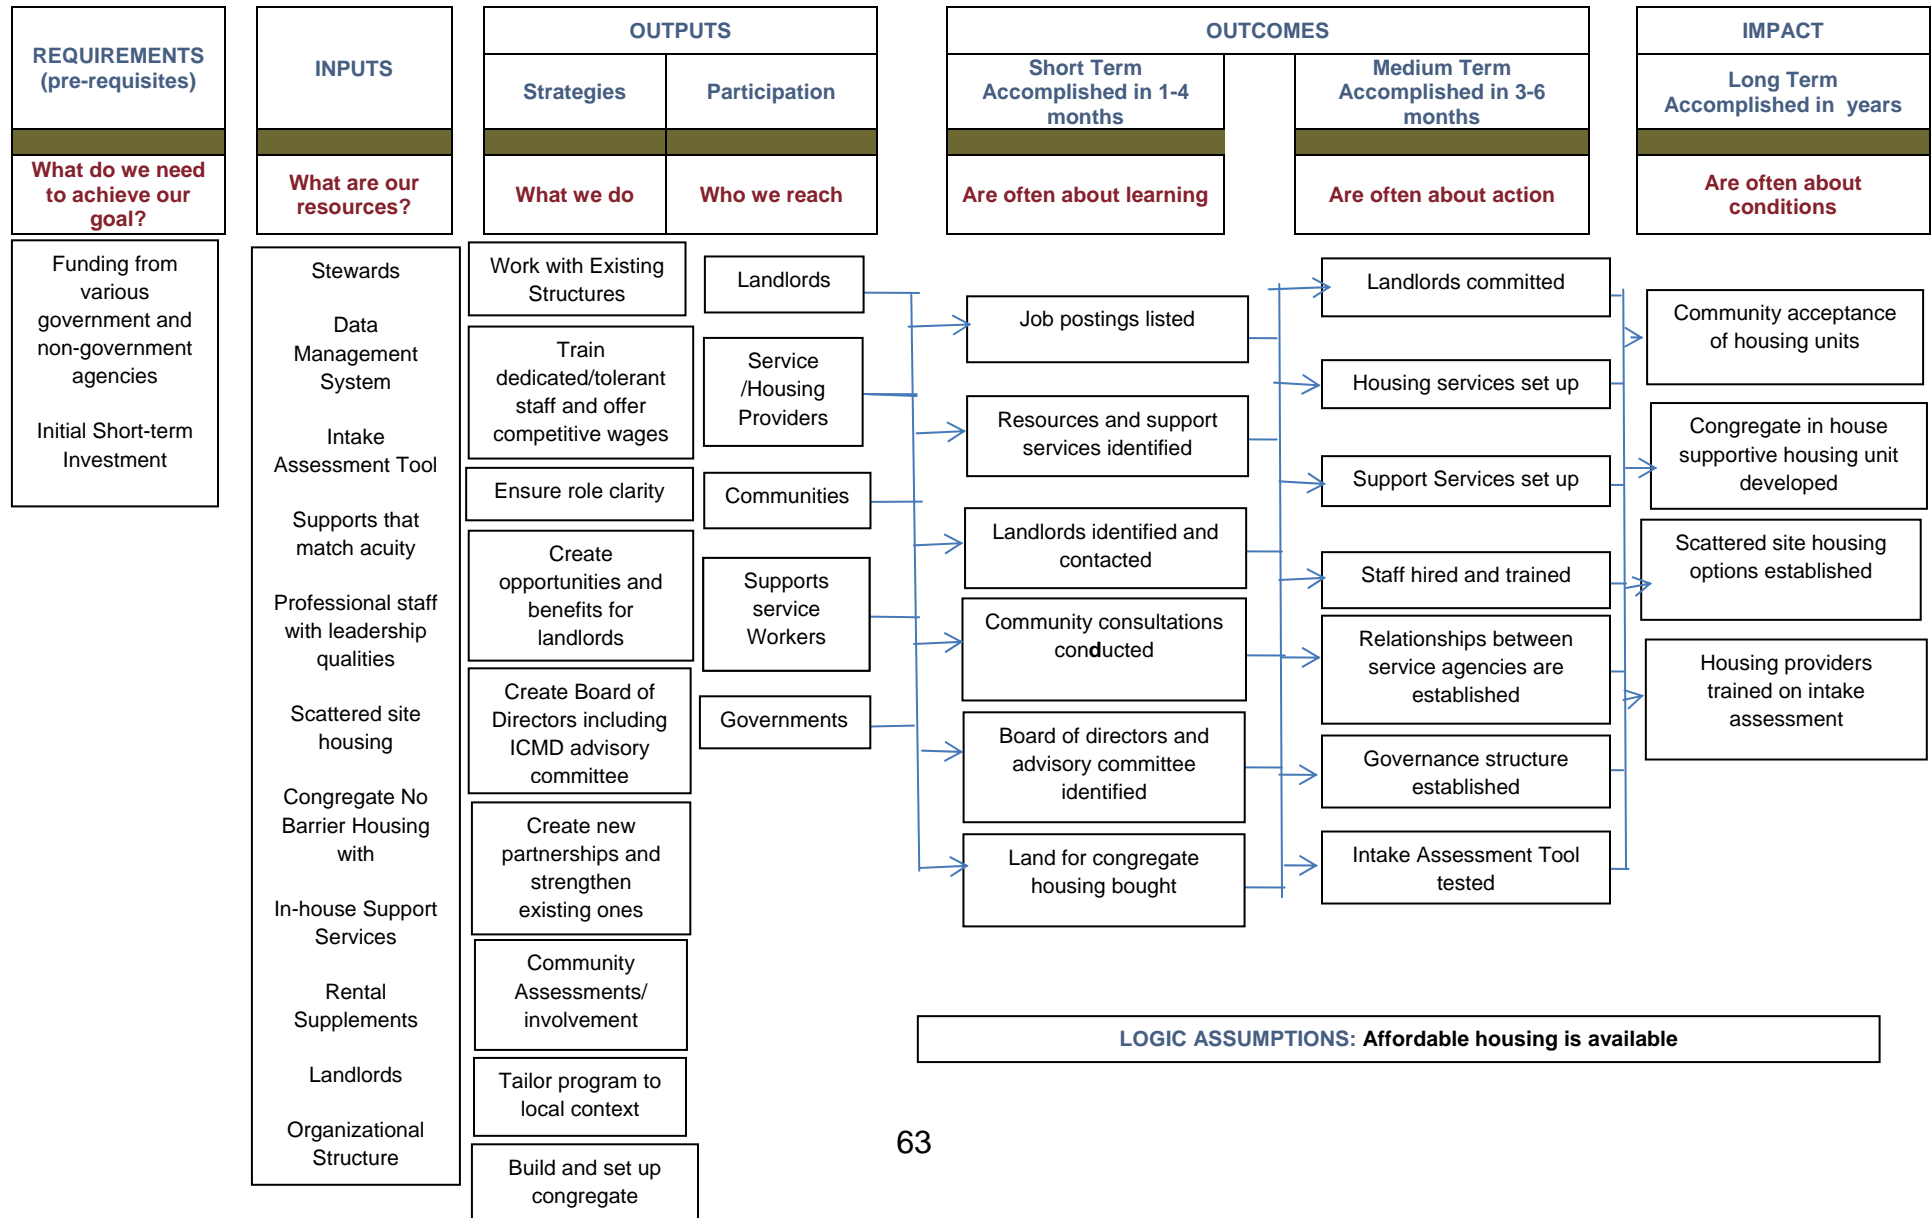 REQUIREMENTS
(pre-requisites)
What do we need
to achieve our
goal?
Funding from
various
government and
non-government
agencies
Initial Short-term
Investment
INPUTS
What are our
resources?
Stewards
Data
Management
System
Intake
Assessment Tool
Supports that
match acuity
Professional staff
with leadership
qualities
Scattered site
housing
Congregate No
Barrier Housing
with
In-house Support
Services
Rental
Supplements
Landlords
Organizational
Structure
OUTPUTS
Strategies
What we do
Work with Existing
Structures
Train
dedicated/tolerant
staff and offer
competitive wages
Ensure role clarity
Create
opportunities and
benefits for
landlords
Create Board of
Directors including
ICMD advisory
committee
Create new
partnerships and
strengthen
existing ones
Community
Assessments/
involvement
Tailor program to
local context
Build and set up
congregate
Participation
Who we reach
Landlords
Service
/Housing
Providers
Communities
Supports
service
Workers
Governments
OUTCOMES
Short Term
Accomplished in 1-4
months
Are often about learning
Job postings listed
Resources and support
services identified
Landlords identified and
contacted
Community consultations
conducted
Board of directors and
advisory committee
identified
Land for congregate
housing bought
Medium Term
Accomplished in 3-6
months
Are often about action
Landlords committed
Housing services set up
Support Services set up
Staff hired and trained
Relationships between
service agencies are
established
Governance structure
established
Intake Assessment Tool
tested
IMPACT
Long Term
Accomplished in years
Are often about
conditions
Community acceptance
of housing units
Congregate in house
supportive housing unit
developed
Scattered site housing
options established
Housing providers
trained on intake
assessment
LOGIC ASSUMPTIONS: Affordable housing is available
63